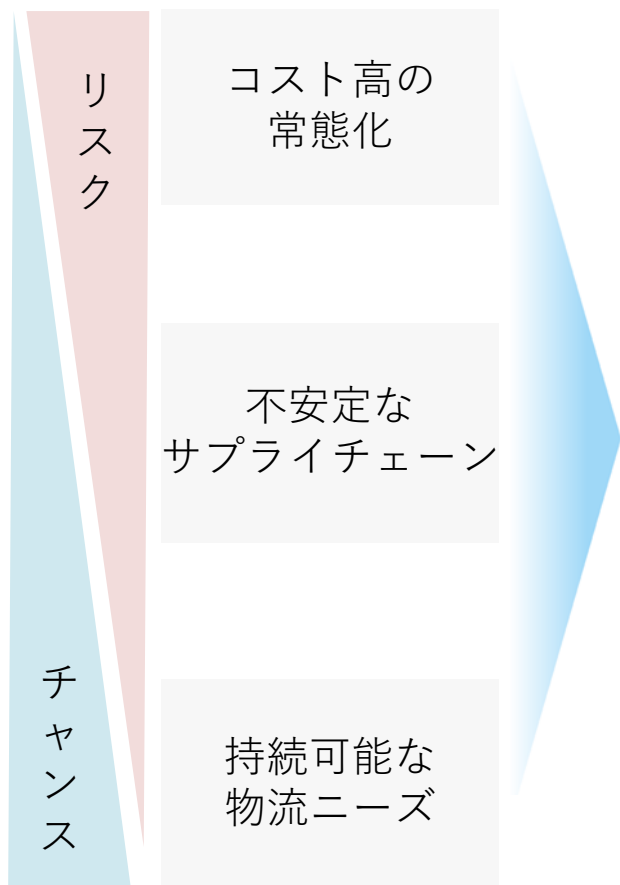 リスク
コスト高の
常態化
不安定な
サプライチェーン
チャンス
持続可能な
物流ニーズ